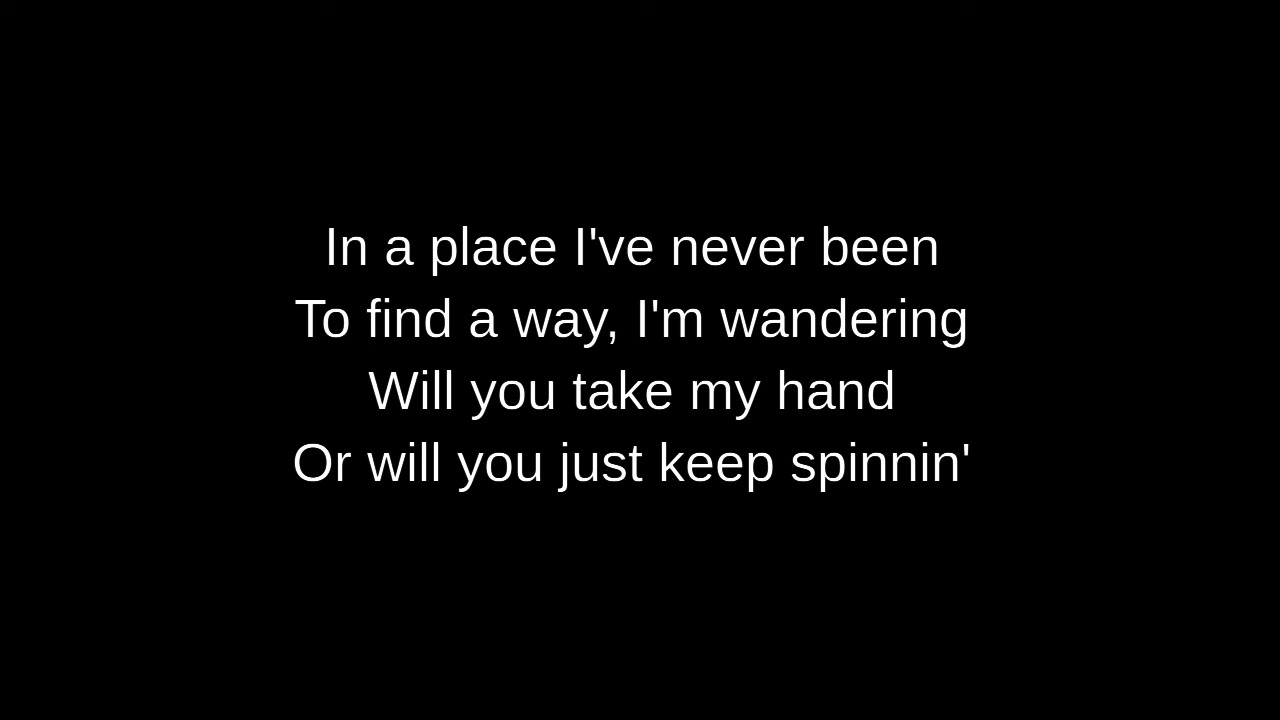 In a place I've never been
To find a way, I'm wandering
Will you take my hand
Or will you just keep spinnin'